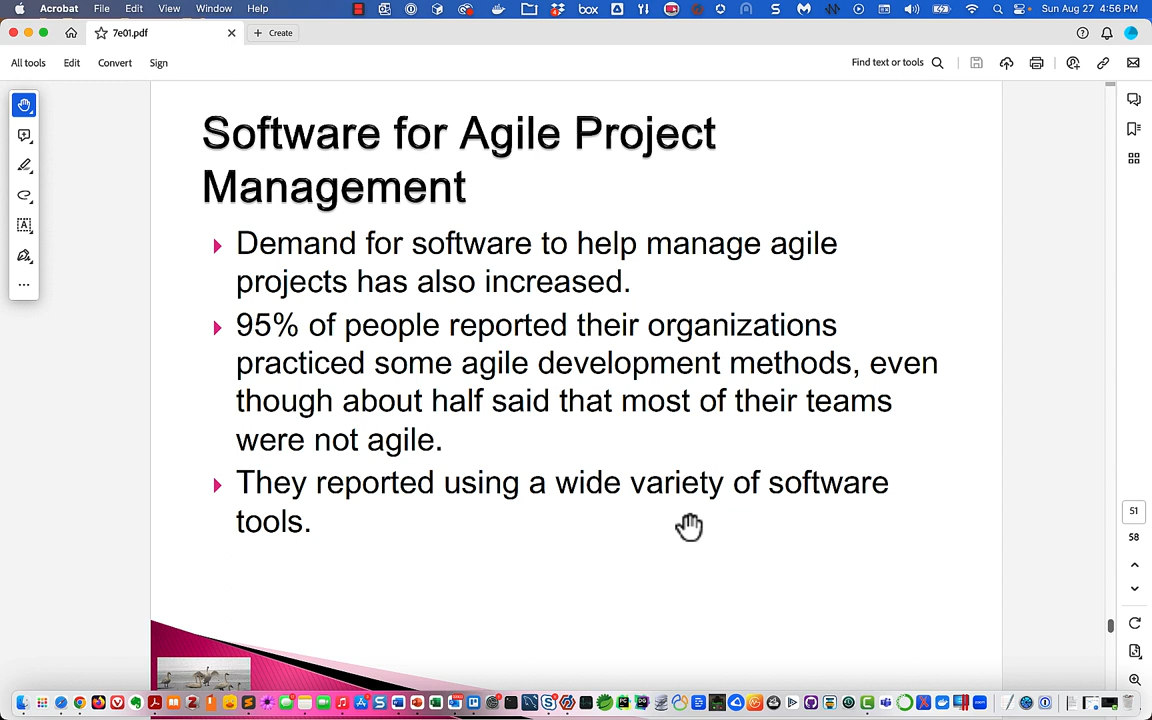 Acrobat File Edit View Window Help box Sun Aug 27 4:56 PM
7e01.pdf + Create
All tools Edit Convert Sign Find text or tools
Software for Agile Project
Management
Demand for software to help manage agile
projects has also increased.
95% of people reported their organizations
practiced some agile development methods, even
though about half said that most of their teams
were not agile.
They reported using a wide variety of software
tools.
51
58